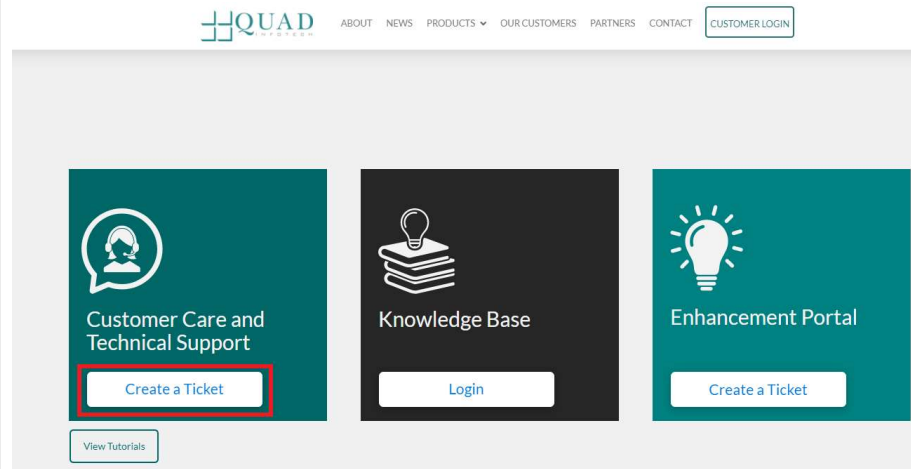 QUAD
INFOTECH
ABOUT NEWS PRODUCTS OUR CUSTOMERS PARTNERS CONTACT CUSTOMER LOGIN
Customer Care and
Technical Support
Create a Ticket
Knowledge Base
Login
Enhancement Portal
Create a Ticket
View Tutorials